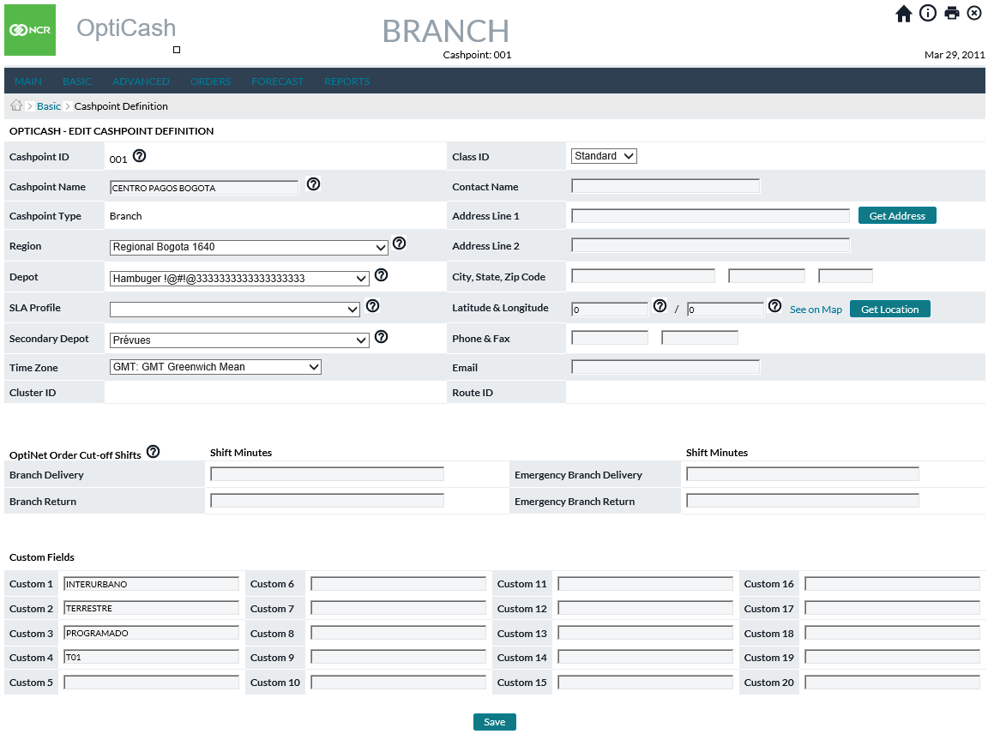 NCR
OptiCash
BRANCH
Cashpoint: 001
Mar 29, 2011
MAIN BASIC ADVANCED ORDERS FORECAST REPORTS
> Basic > Cashpoint Definition
OPTICASH - EDIT CASHPOINT DEFINITION
Cashpoint ID 001 ? Class ID Standard
Cashpoint Name CENTRO PAGOS BOGOTA ? Contact Name
Cashpoint Type Branch Address Line 1 Get Address
Region Regional Bogota 1640 ? Address Line 2
Depot Hambuger !@#!@3333333333333333333 ? City, State, Zip Code
SLA Profile ? Latitude & Longitude 0 ? / 0 ? See on Map Get Location
Secondary Depot Prévues ? Phone & Fax
Time Zone GMT: GMT Greenwich Mean Email
Cluster ID Route ID
OptiNet Order Cut-off Shifts ? Shift Minutes Shift Minutes
Branch Delivery Emergency Branch Delivery
Branch Return Emergency Branch Return
Custom Fields
Custom 1 INTERURBANO Custom 6 Custom 11 Custom 16
Custom 2 TERRESTRE Custom 7 Custom 12 Custom 17
Custom 3 PROGRAMADO Custom 8 Custom 13 Custom 18
Custom 4 T01 Custom 9 Custom 14 Custom 19
Custom 5 Custom 10 Custom 15 Custom 20
Save